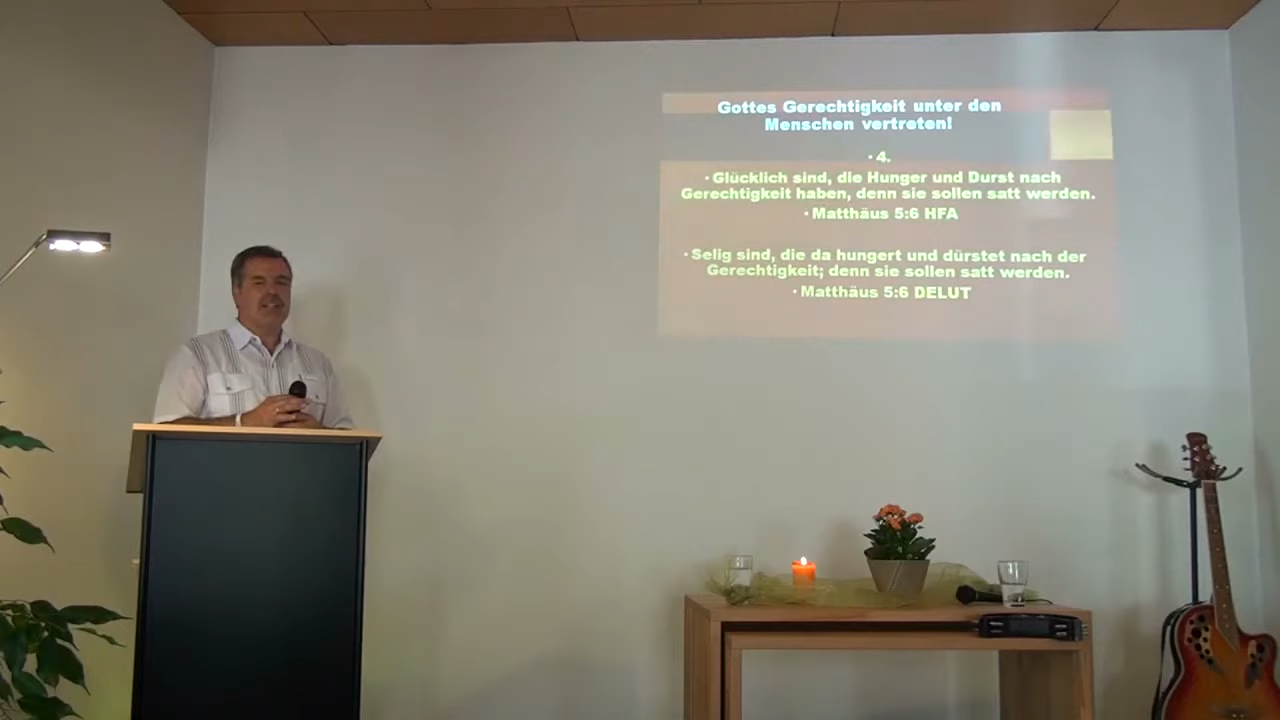 Gottes Gerechtigkeit unter den
Menschen vertreten!
• 4.
• Glücklich sind, die Hunger und Durst nach
Gerechtigkeit haben, denn sie sollen satt werden.
• Matthäus 5:6 HFA
• Selig sind, die da hungert und dürstet nach der
Gerechtigkeit; denn sie sollen satt werden.
• Matthäus 5:6 DELUT